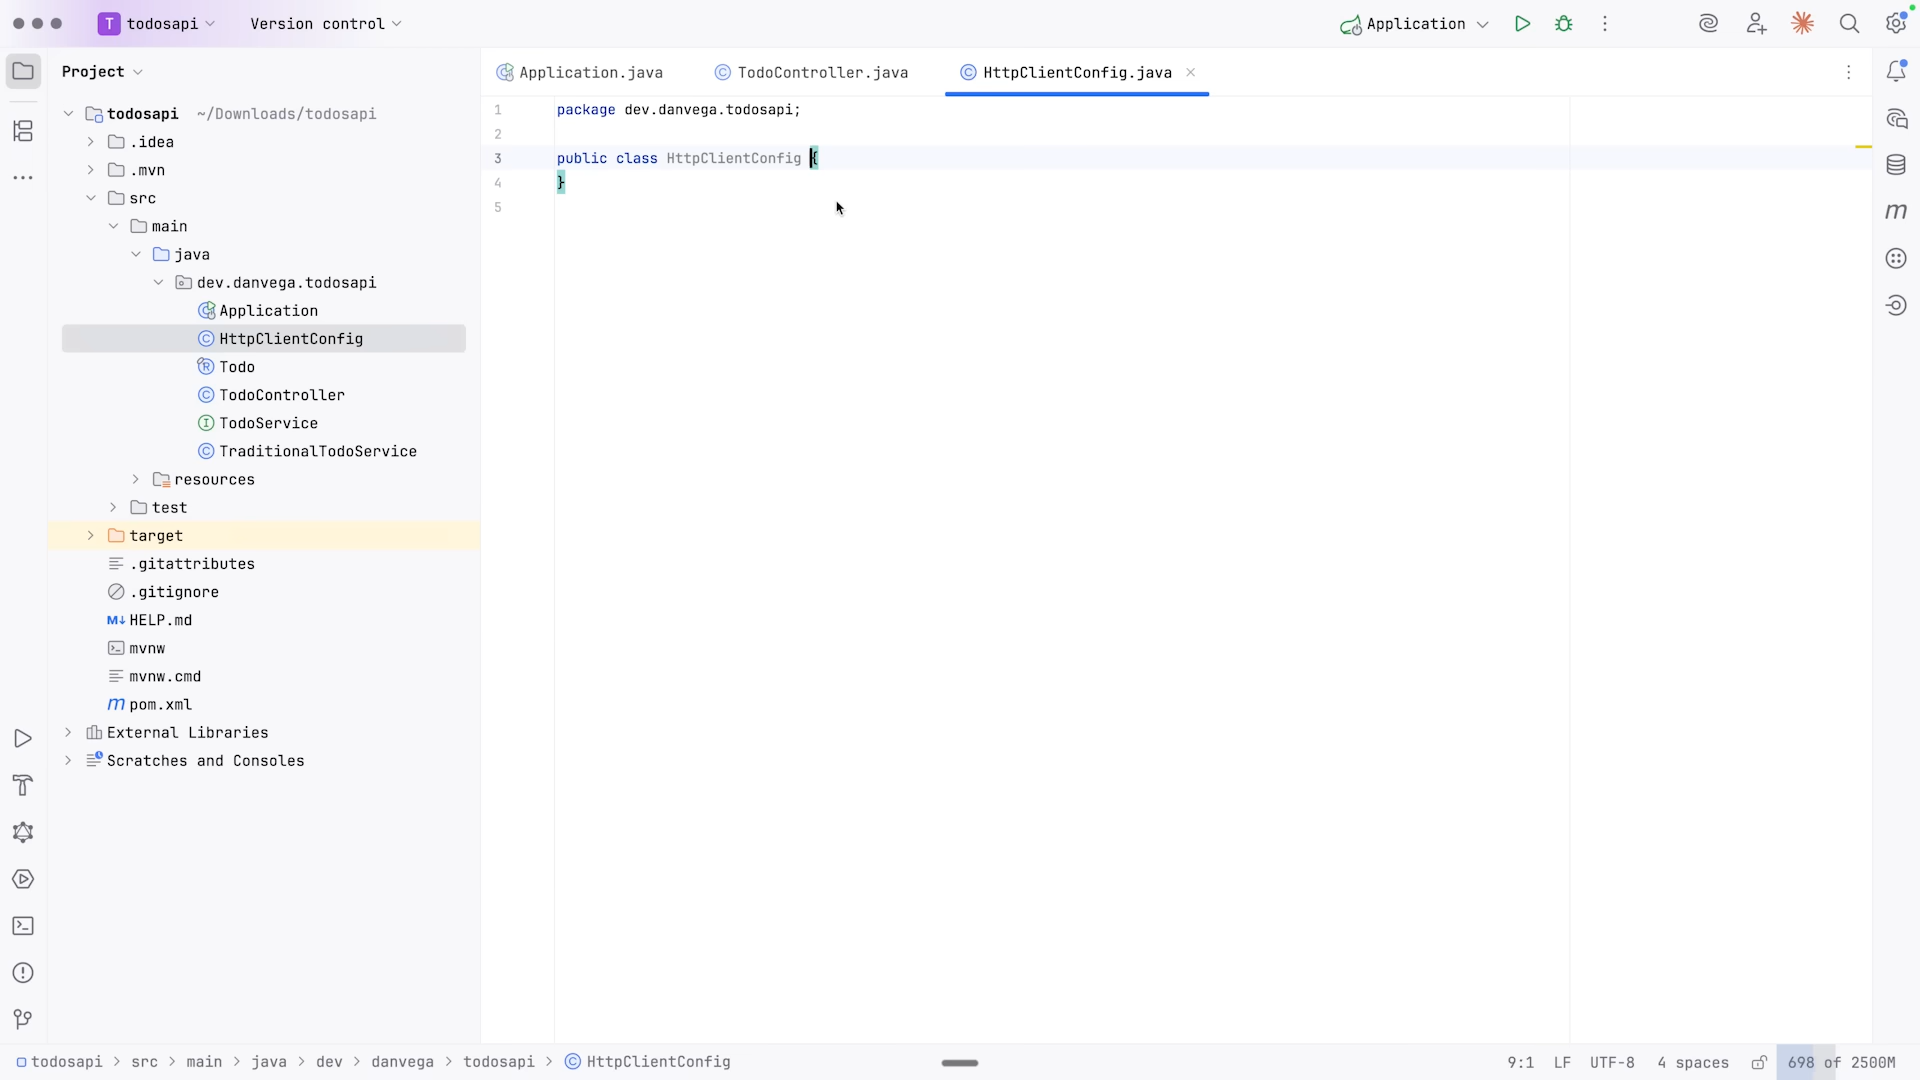 T todosapi
Version control
Application
Project
todosapi ~/Downloads/todosapi
.idea
.mvn
src
main
java
dev.danvega.todosapi
Application
HttpClientConfig
Todo
TodoController
TodoService
TraditionalTodoService
resources
test
target
.gitattributes
.gitignore
M↓ HELP.md
mvnw
mvnw.cmd
m pom.xml
External Libraries
Scratches and Consoles
Application.java
TodoController.java
HttpClientConfig.java
1 package dev.danvega.todosapi;
2
3 public class HttpClientConfig {
4 }
5
m
todosapi > src > main > java > dev > danvega > todosapi > HttpClientConfig
9:1 LF UTF-8 4 spaces 698 of 2500M